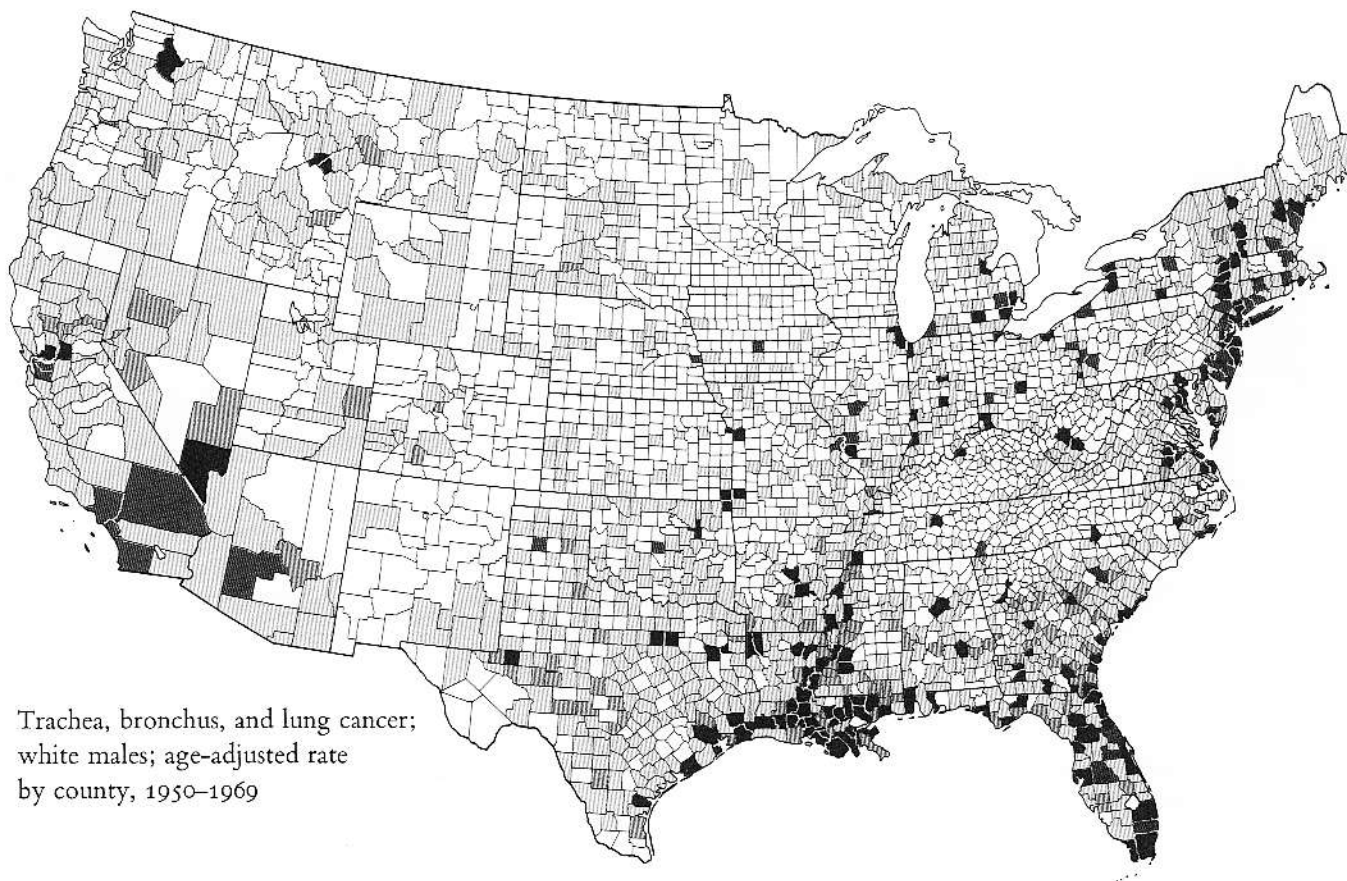 Trachea, bronchus, and lung cancer;
white males; age-adjusted rate
by county, 1950–1969